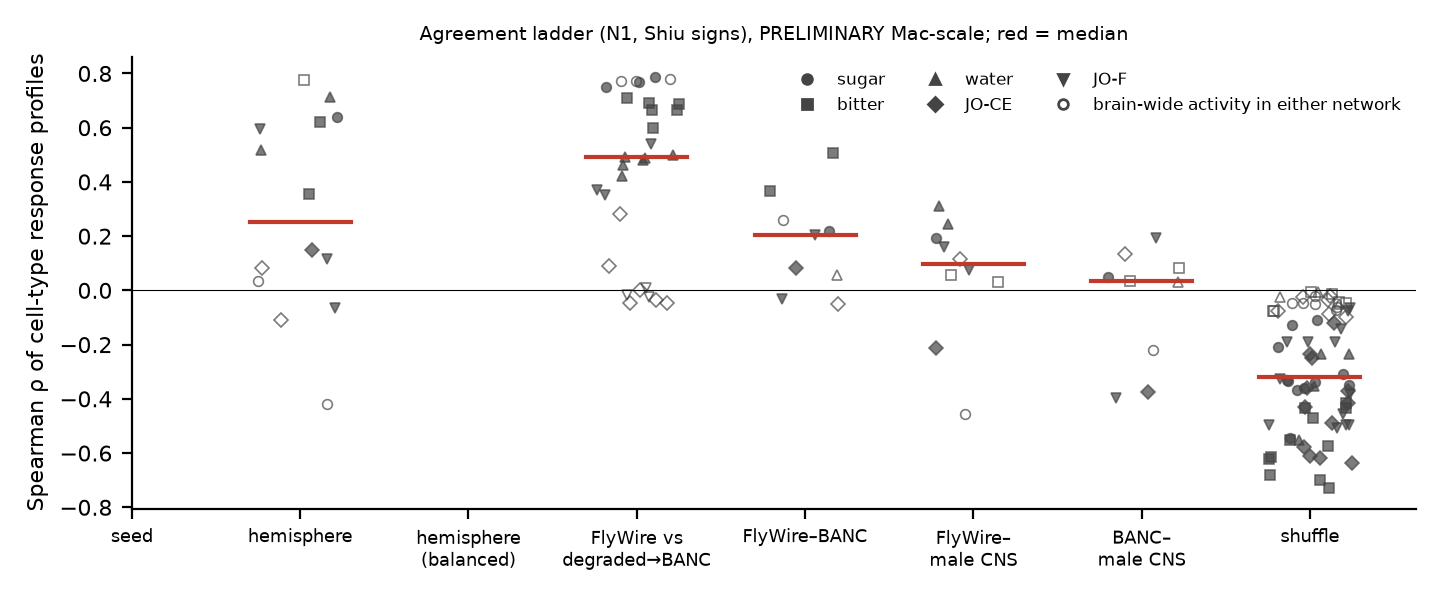 Agreement ladder (N1, Shiu signs), PRELIMINARY Mac-scale; red = median
Spearman ρ of cell-type response profiles
0.8
0.6
0.4
0.2
0.0
−0.2
−0.4
−0.6
−0.8
sugar
bitter
water
JO-CE
JO-F
brain-wide activity in either network
seed
hemisphere
hemisphere
(balanced)
FlyWire vs
degraded→BANC
FlyWire–BANC
FlyWire–
male CNS
BANC–
male CNS
shuffle